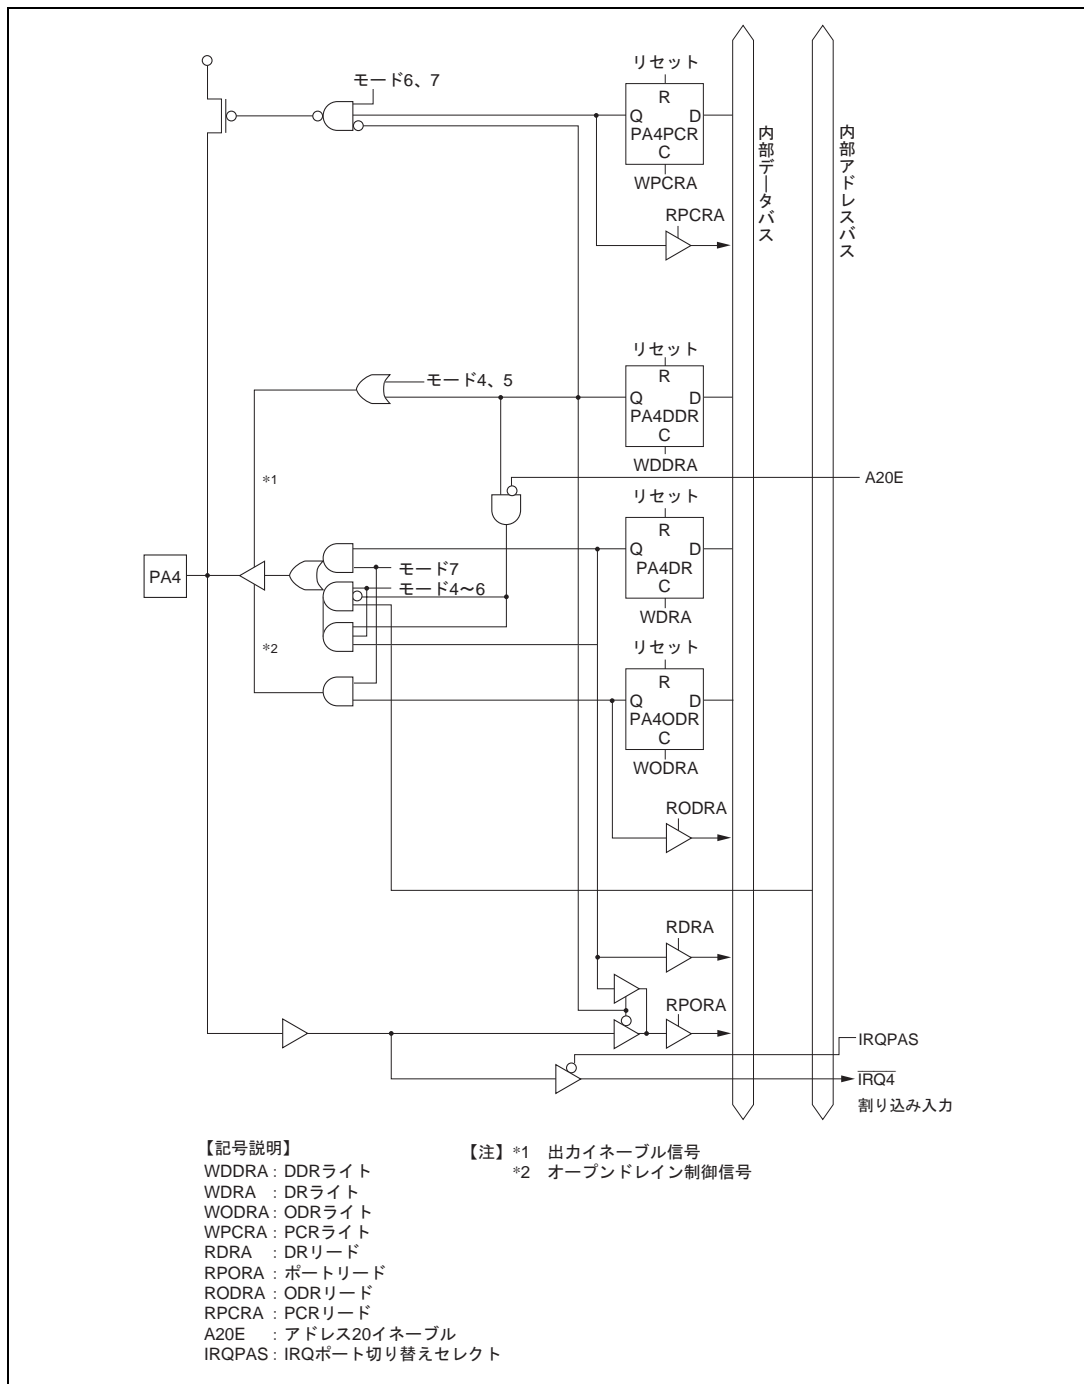 モード6、7
リセット
R
Q D
PA4PCR
C
WPCRA
RPCRA
内部データバス
内部アドレスバス
リセット
モード4、5
R
Q D
PA4DDR
C
WDDRA
A20E
*1
リセット
R
Q D
PA4DR
C
WDRA
PA4
モード7
モード4〜6
*2
リセット
R
Q D
PA4ODR
C
WODRA
RODRA
RDRA
RPORA
IRQPAS
IRQ4
割り込み入力
【記号説明】
WDDRA : DDRライト
WDRA : DRライト
WODRA : ODRライト
WPCRA : PCRライト
RDRA : DRリード
RPORA : ポートリード
RODRA : ODRリード
RPCRA : PCRリード
A20E : アドレス20イネーブル
IRQPAS : IRQポート切り替えセレクト
【注】 *1 出力イネーブル信号
*2 オープンドレイン制御信号